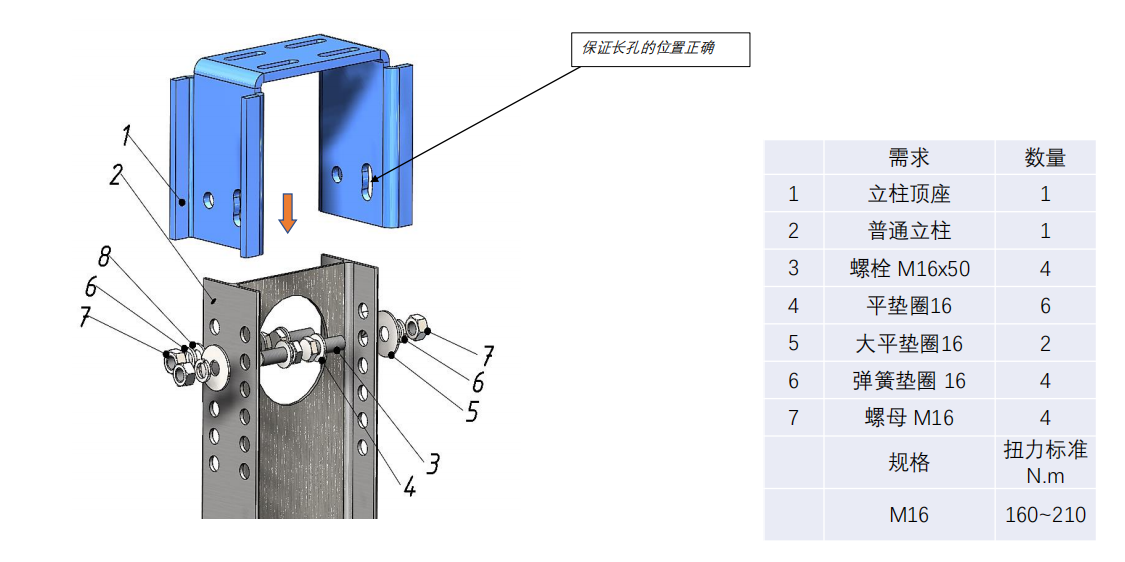 保证长孔的位置正确
1
2
8
6
7
7
6
5
3
4
需求 数量
1 立柱顶座 1
2 普通立柱 1
3 螺栓 M16x50 4
4 平垫圈16 6
5 大平垫圈16 2
6 弹簧垫圈 16 4
7 螺母 M16 4
规格 扭力标准
N.m
M16 160~210